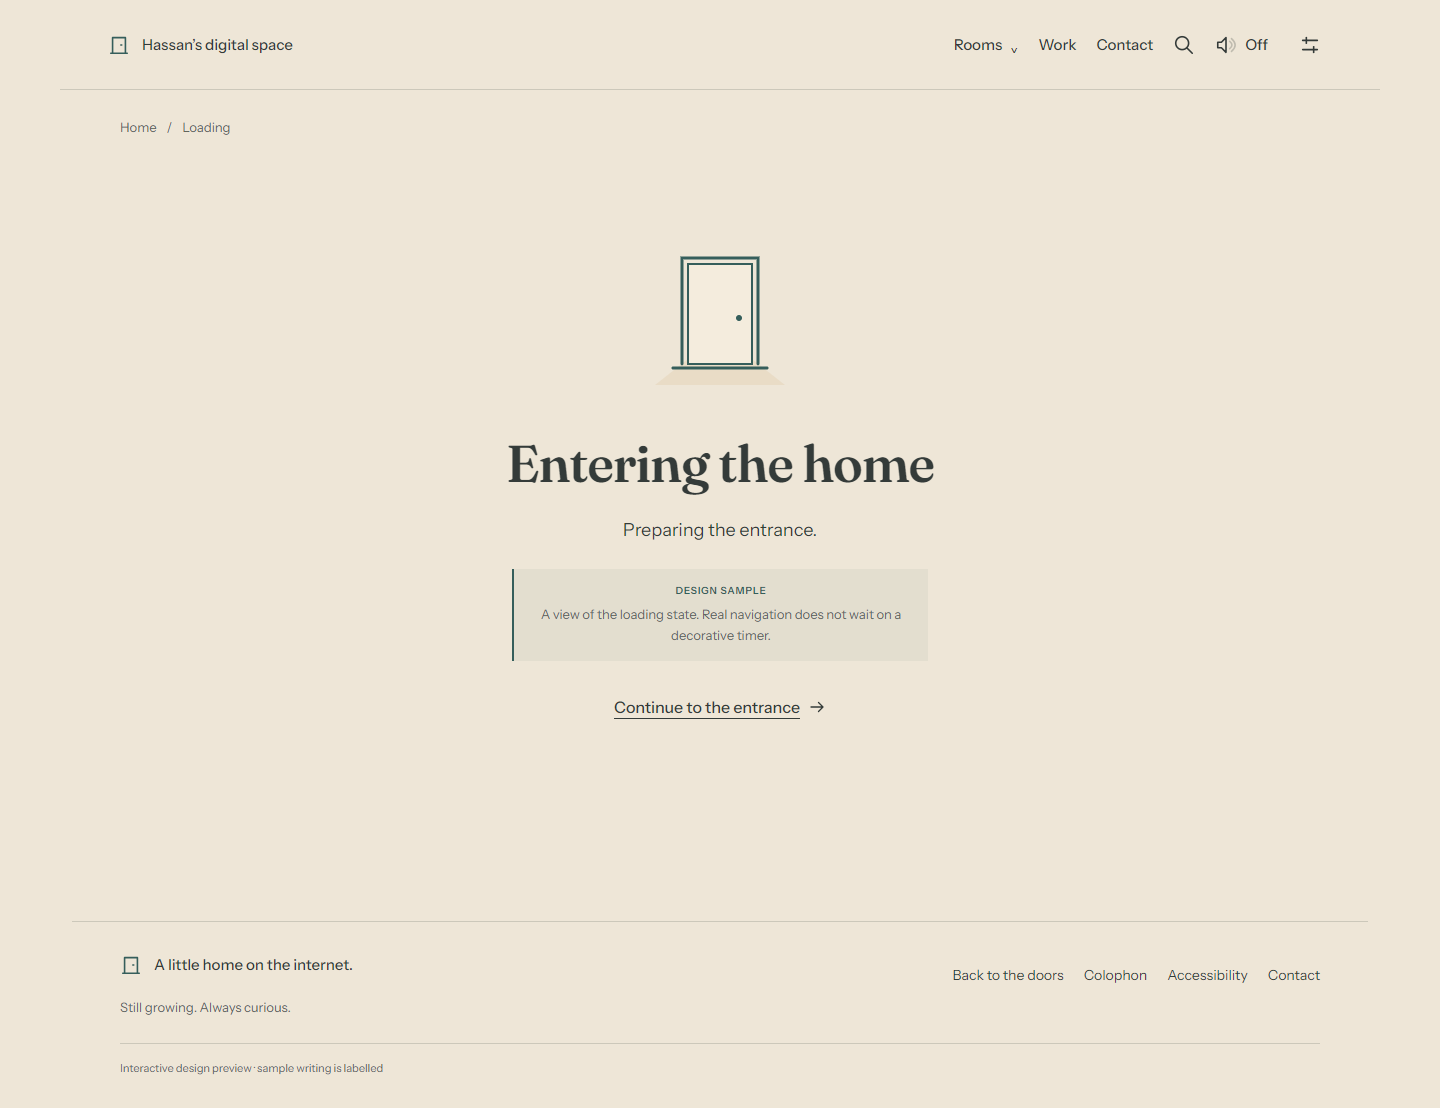 Hassan’s digital space
Rooms Work Contact Off
Home / Loading
Entering the home
Preparing the entrance.
DESIGN SAMPLE
A view of the loading state. Real navigation does not wait on a
decorative timer.
Continue to the entrance →
A little home on the internet.
Back to the doors Colophon Accessibility Contact
Still growing. Always curious.
Interactive design preview · sample writing is labelled